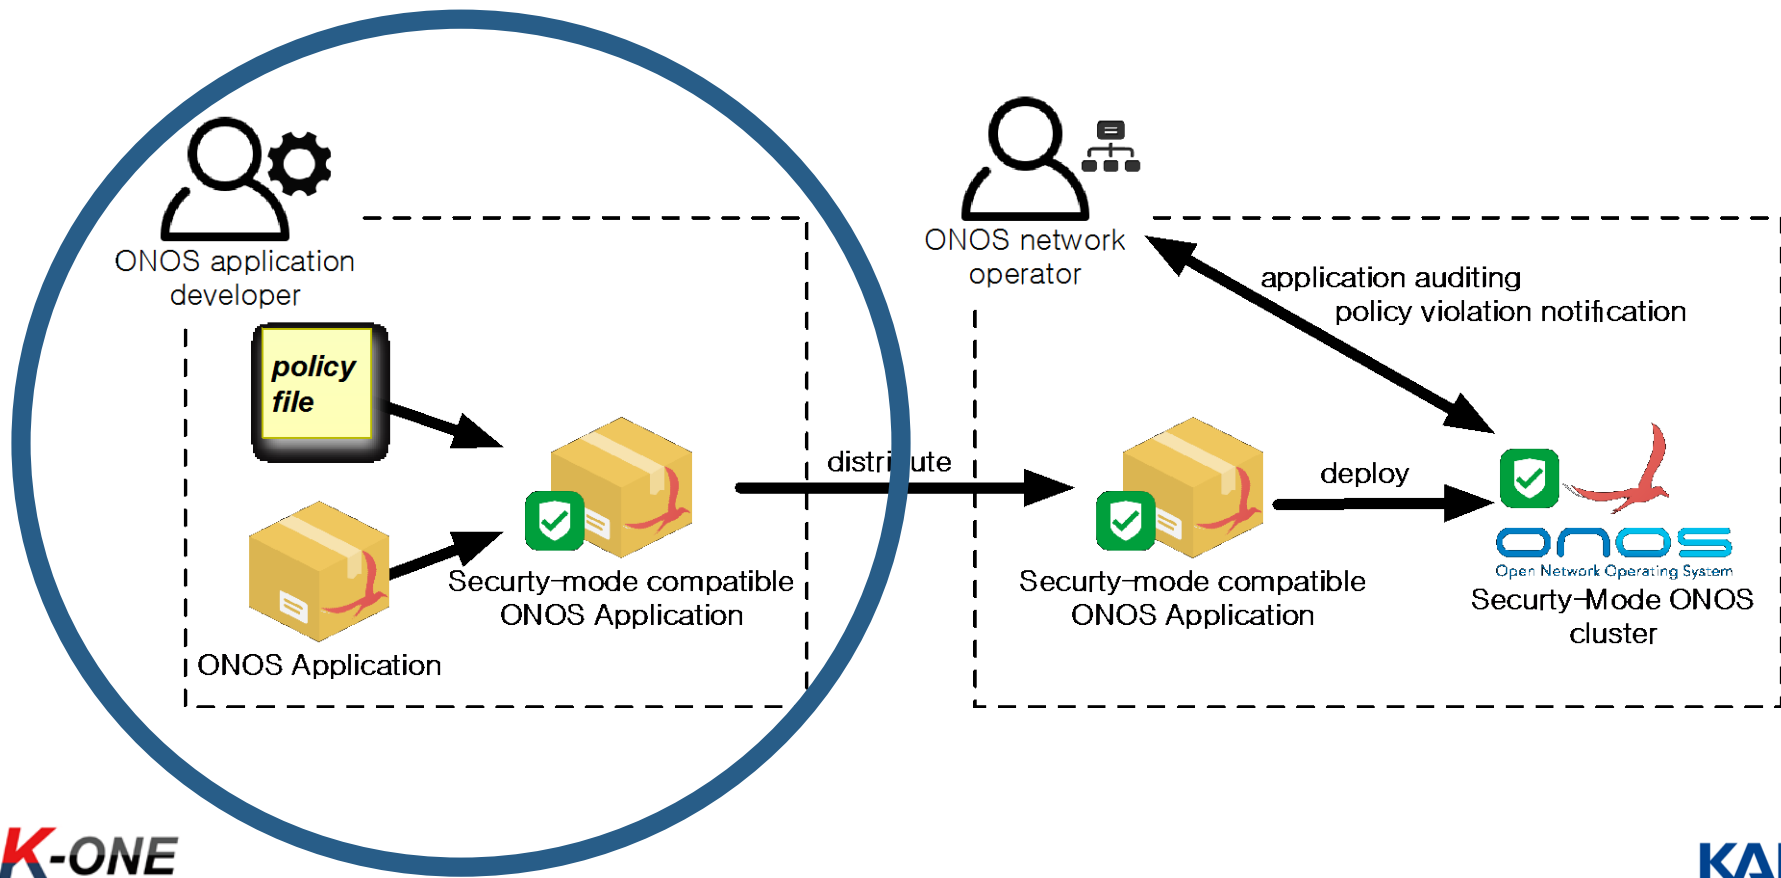 ONOS application
developer
policy
file
ONOS Application
Securty-mode compatible
ONOS Application
distribute
ONOS network
operator
application auditing
policy violation notification
Securty-mode compatible
ONOS Application
deploy
onos
Open Network Operating System
Securty-Mode ONOS
cluster
K-ONE